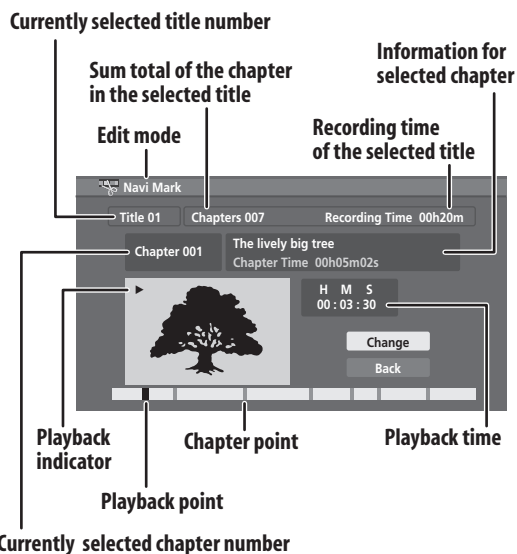 Currently selected title number
Sum total of the chapter
in the selected title
Information for
selected chapter
Edit mode
Recording time
of the selected title
Navi Mark
Title 01
Chapters 007
Recording Time 00h20m
Chapter 001
The lively big tree
Chapter Time 00h05m02s
H M S
00 : 03 : 30
Change
Back
Playback
indicator
Chapter point
Playback time
Playback point
Currently selected chapter number